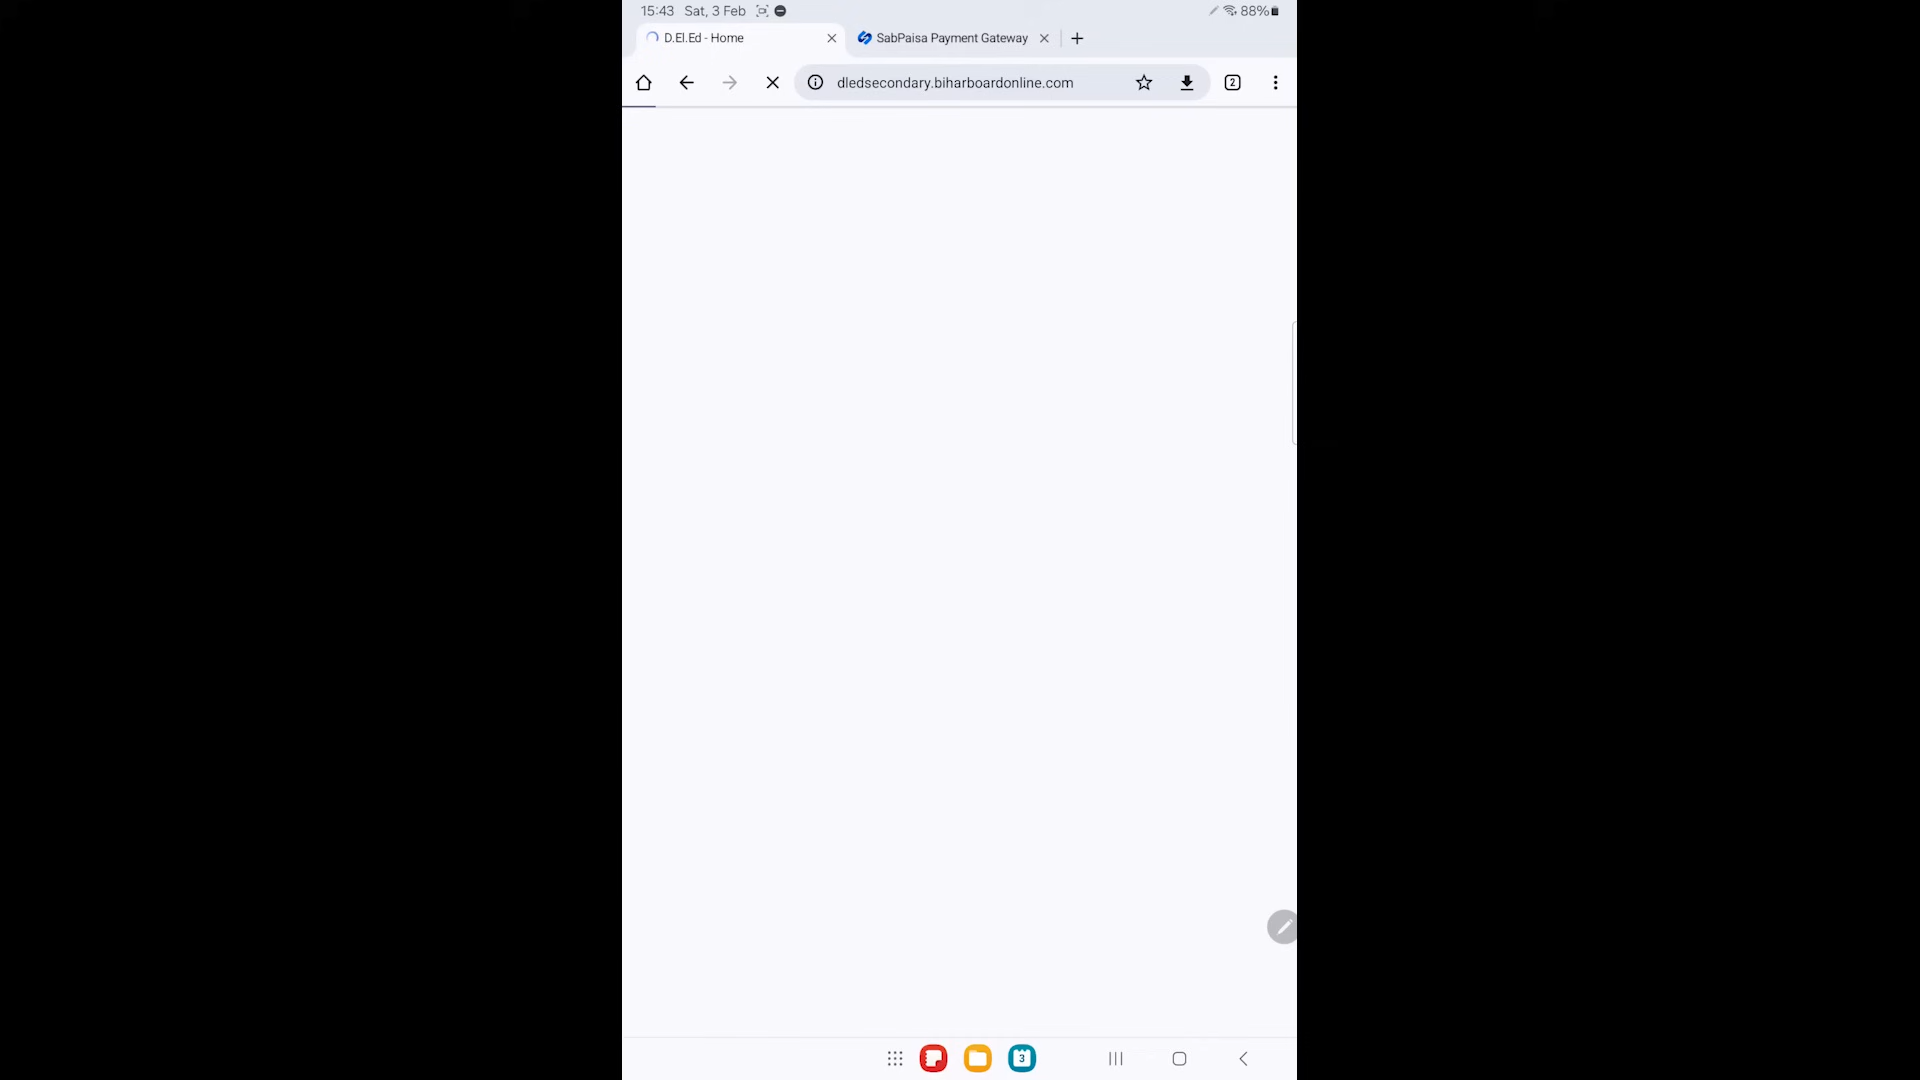 15:43 Sat, 3 Feb 88%
D.El.Ed - Home SabPaisa Payment Gateway
dledsecondary.biharboardonline.com 2
3